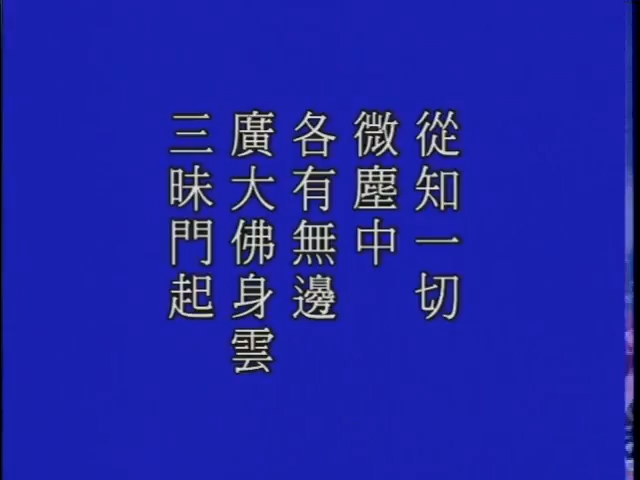 從知一切
微塵中
各有無邊
廣大佛身雲
三昧門起